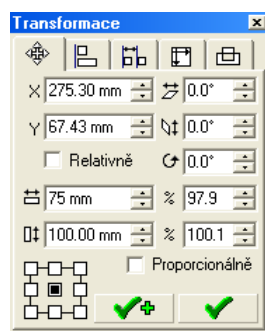 Transformace
X 275.30 mm 0.0°
Y 67.43 mm 0.0°
Relativně 0.0°
75 mm % 97.9
100.00 mm % 100.1
Proporcionálně